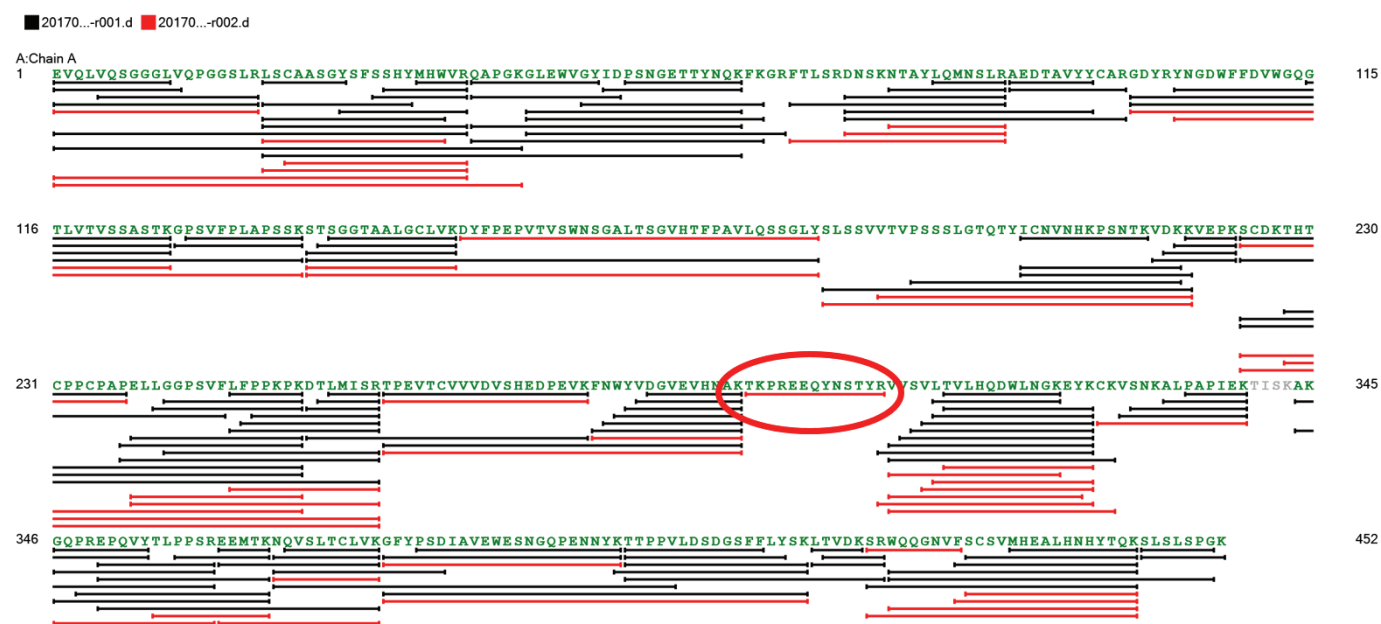 20170...-r001.d 20170...-r002.d
A:Chain A
1 EVQLVQSGGGLVQPGGSLRLSCAASGYSFSSHYMHWVRQAPGKGLEWVGYIDPSNGETTYNQKFKGRFTLSRDNSKNTAYLQMNSLRAEDTAVYYCARGDYRYNGDWFFDVWGQG 115
116 TLVTVSSASTKGPSVFPLAPSSKSTSGGTAALGCLVKDYFPEPVTVSWNSGALTSGVHTFPAVLQSSGLYSLSSVVTVPSSSLGTQTYICNVNHKPSNTKVDKKVEPKSCDKTHT 230
231 CPPCPAPELLGGPSVFLFPPKPKDTLMISRTPEVTCVVVDVSHEDPEVKFNWYVDGVEVHNAKTKPREEQYNSTYRVVSVLTVLHQDWLNGKEYKCKVSNKALPAPIEKTISKAK 345
346 GQPREPQVYTLPPSREEMTKNQVSLTCLVKGFYPSDIAVEWESNGQPENNYKTTPPVLDSDGSFFLYSKLTVDKSRWQQGNVFSCSVMHEALHNHYTQKSLSLSPGK 452